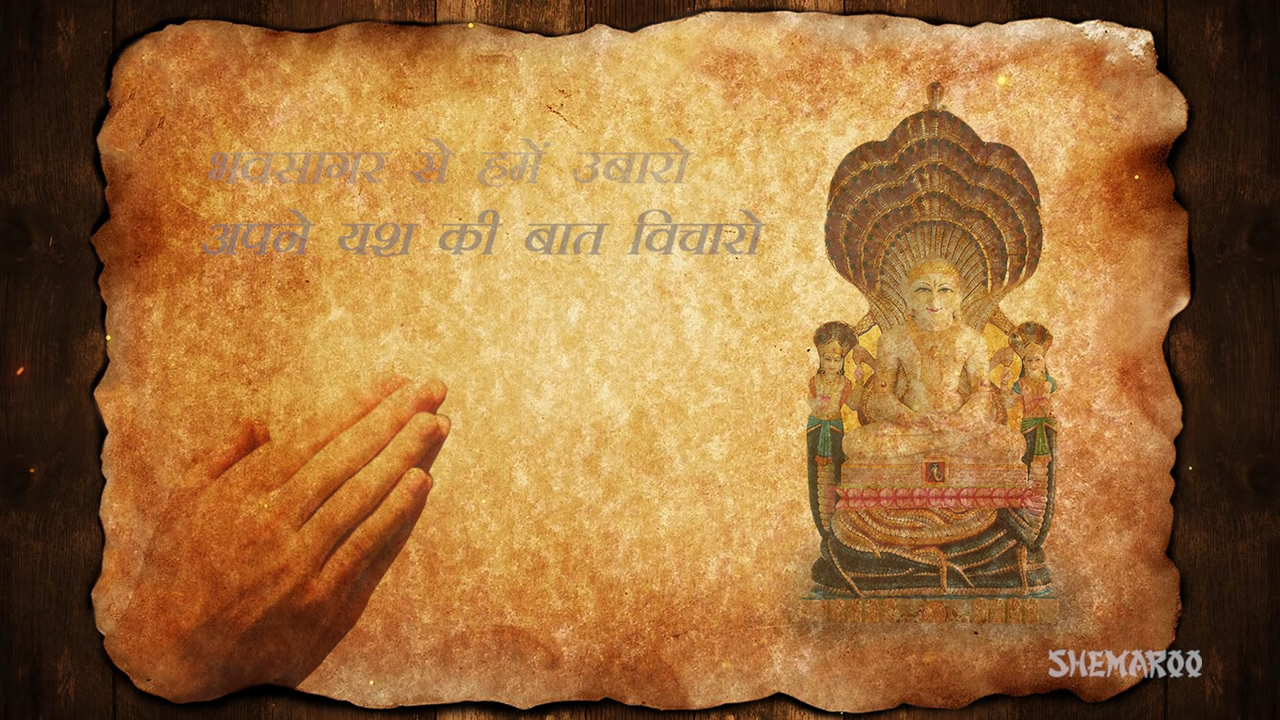 भवसागर से हमें उबारो
अपने यश की बात विचारो
SHEMAROO